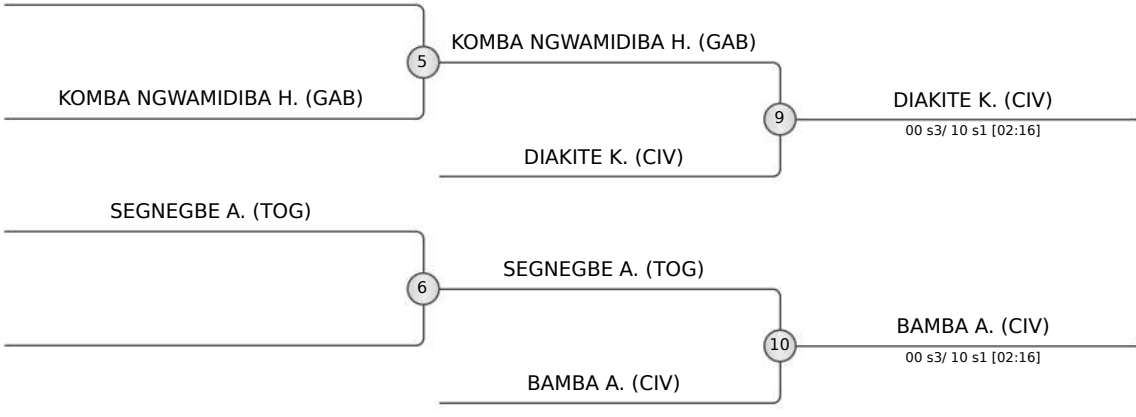 KOMBA NGWAMIDIBA H. (GAB)
5
KOMBA NGWAMIDIBA H. (GAB)
DIAKITE K. (CIV)
9
00 s3/ 10 s1 [02:16]
DIAKITE K. (CIV)
SEGNEGBE A. (TOG)
SEGNEGBE A. (TOG)
6
BAMBA A. (CIV)
10
00 s3/ 10 s1 [02:16]
BAMBA A. (CIV)